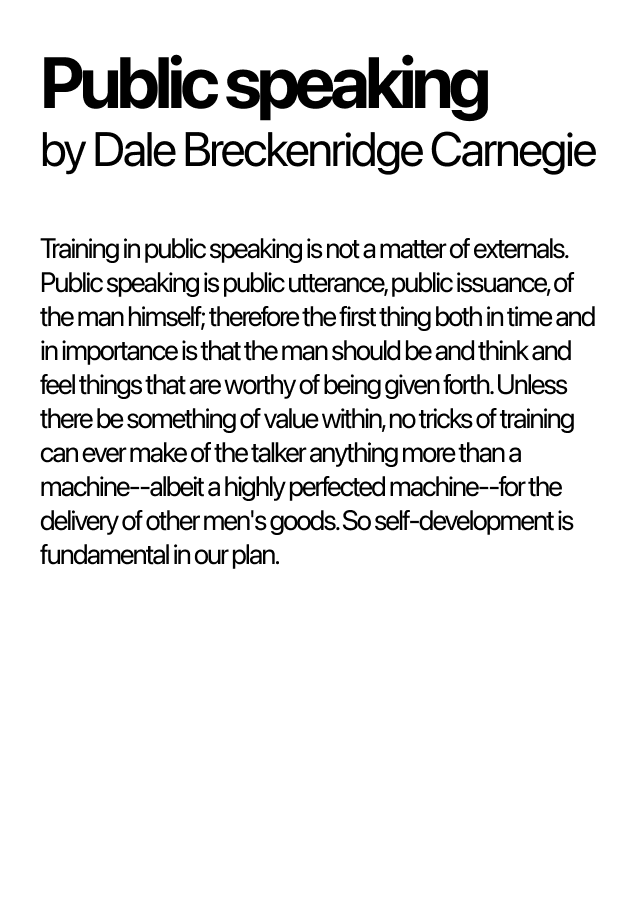 Public speaking
by Dale Breckenridge Carnegie
Training in public speaking is not a matter of externals.
Public speaking is public utterance, public issuance, of
the man himself; therefore the first thing both in time and
in importance is that the man should be and think and
feel things that are worthy of being given forth. Unless
there be something of value within, no tricks of training
can ever make of the talker anything more than a
machine--albeit a highly perfected machine--for the
delivery of other men's goods. So self-development is
fundamental in our plan.